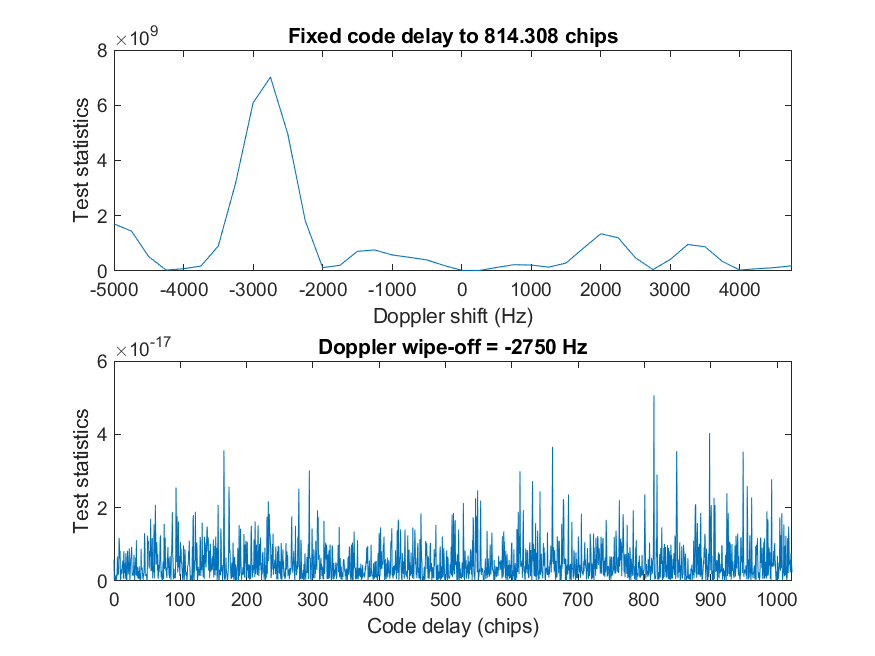 ×10^9
Fixed code delay to 814.308 chips
8
6
4
2
0
Test statistics
-5000 -4000 -3000 -2000 -1000 0 1000 2000 3000 4000
Doppler shift (Hz)
×10^-17
Doppler wipe-off = -2750 Hz
6
4
2
0
Test statistics
0 100 200 300 400 500 600 700 800 900 1000
Code delay (chips)